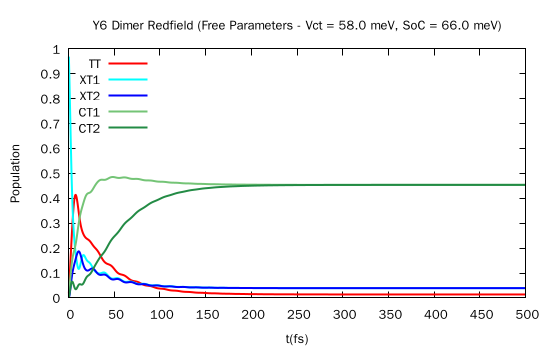 Y6 Dimer Redfield (Free Parameters - Vct = 58.0 meV, SoC = 66.0 meV)
1
0.9
0.8
0.7
0.6
0.5
0.4
0.3
0.2
0.1
0
Population
TT
XT1
XT2
CT1
CT2
0 50 100 150 200 250 300 350 400 450 500
t(fs)